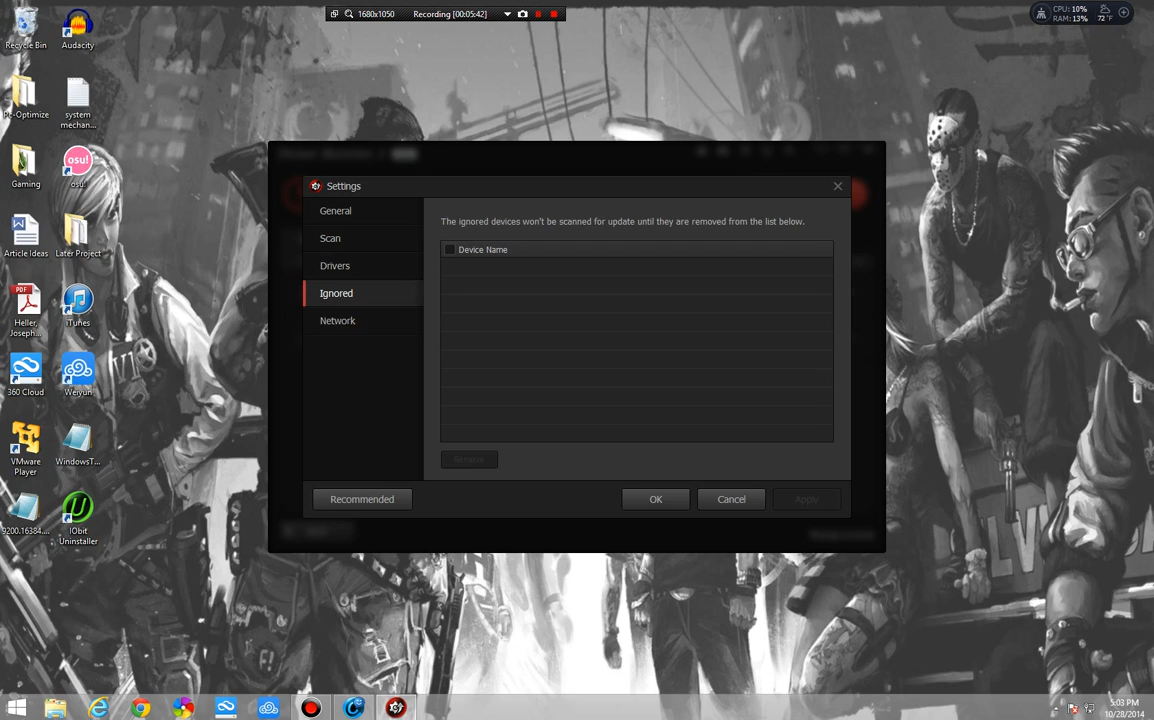 1680x1050
Recording [00:05:42]
CPU: 10%
RAM: 13%
72 °F
Recycle Bin
Audacity
Pc-Optimize
system
mechan...
Gaming
osu!
osu!
Article Ideas
Later Project
PDF
Heller,
Joseph...
iTunes
360 Cloud
Weiyun
VMware
Player
WindowsT...
9200.16384....
IObit
Uninstaller
Settings
General
Scan
Drivers
Ignored
Network
The ignored devices won't be scanned for update until they are removed from the list below.
Device Name
Remove
Recommended
OK
Cancel
Apply
5:03 PM
10/28/2014